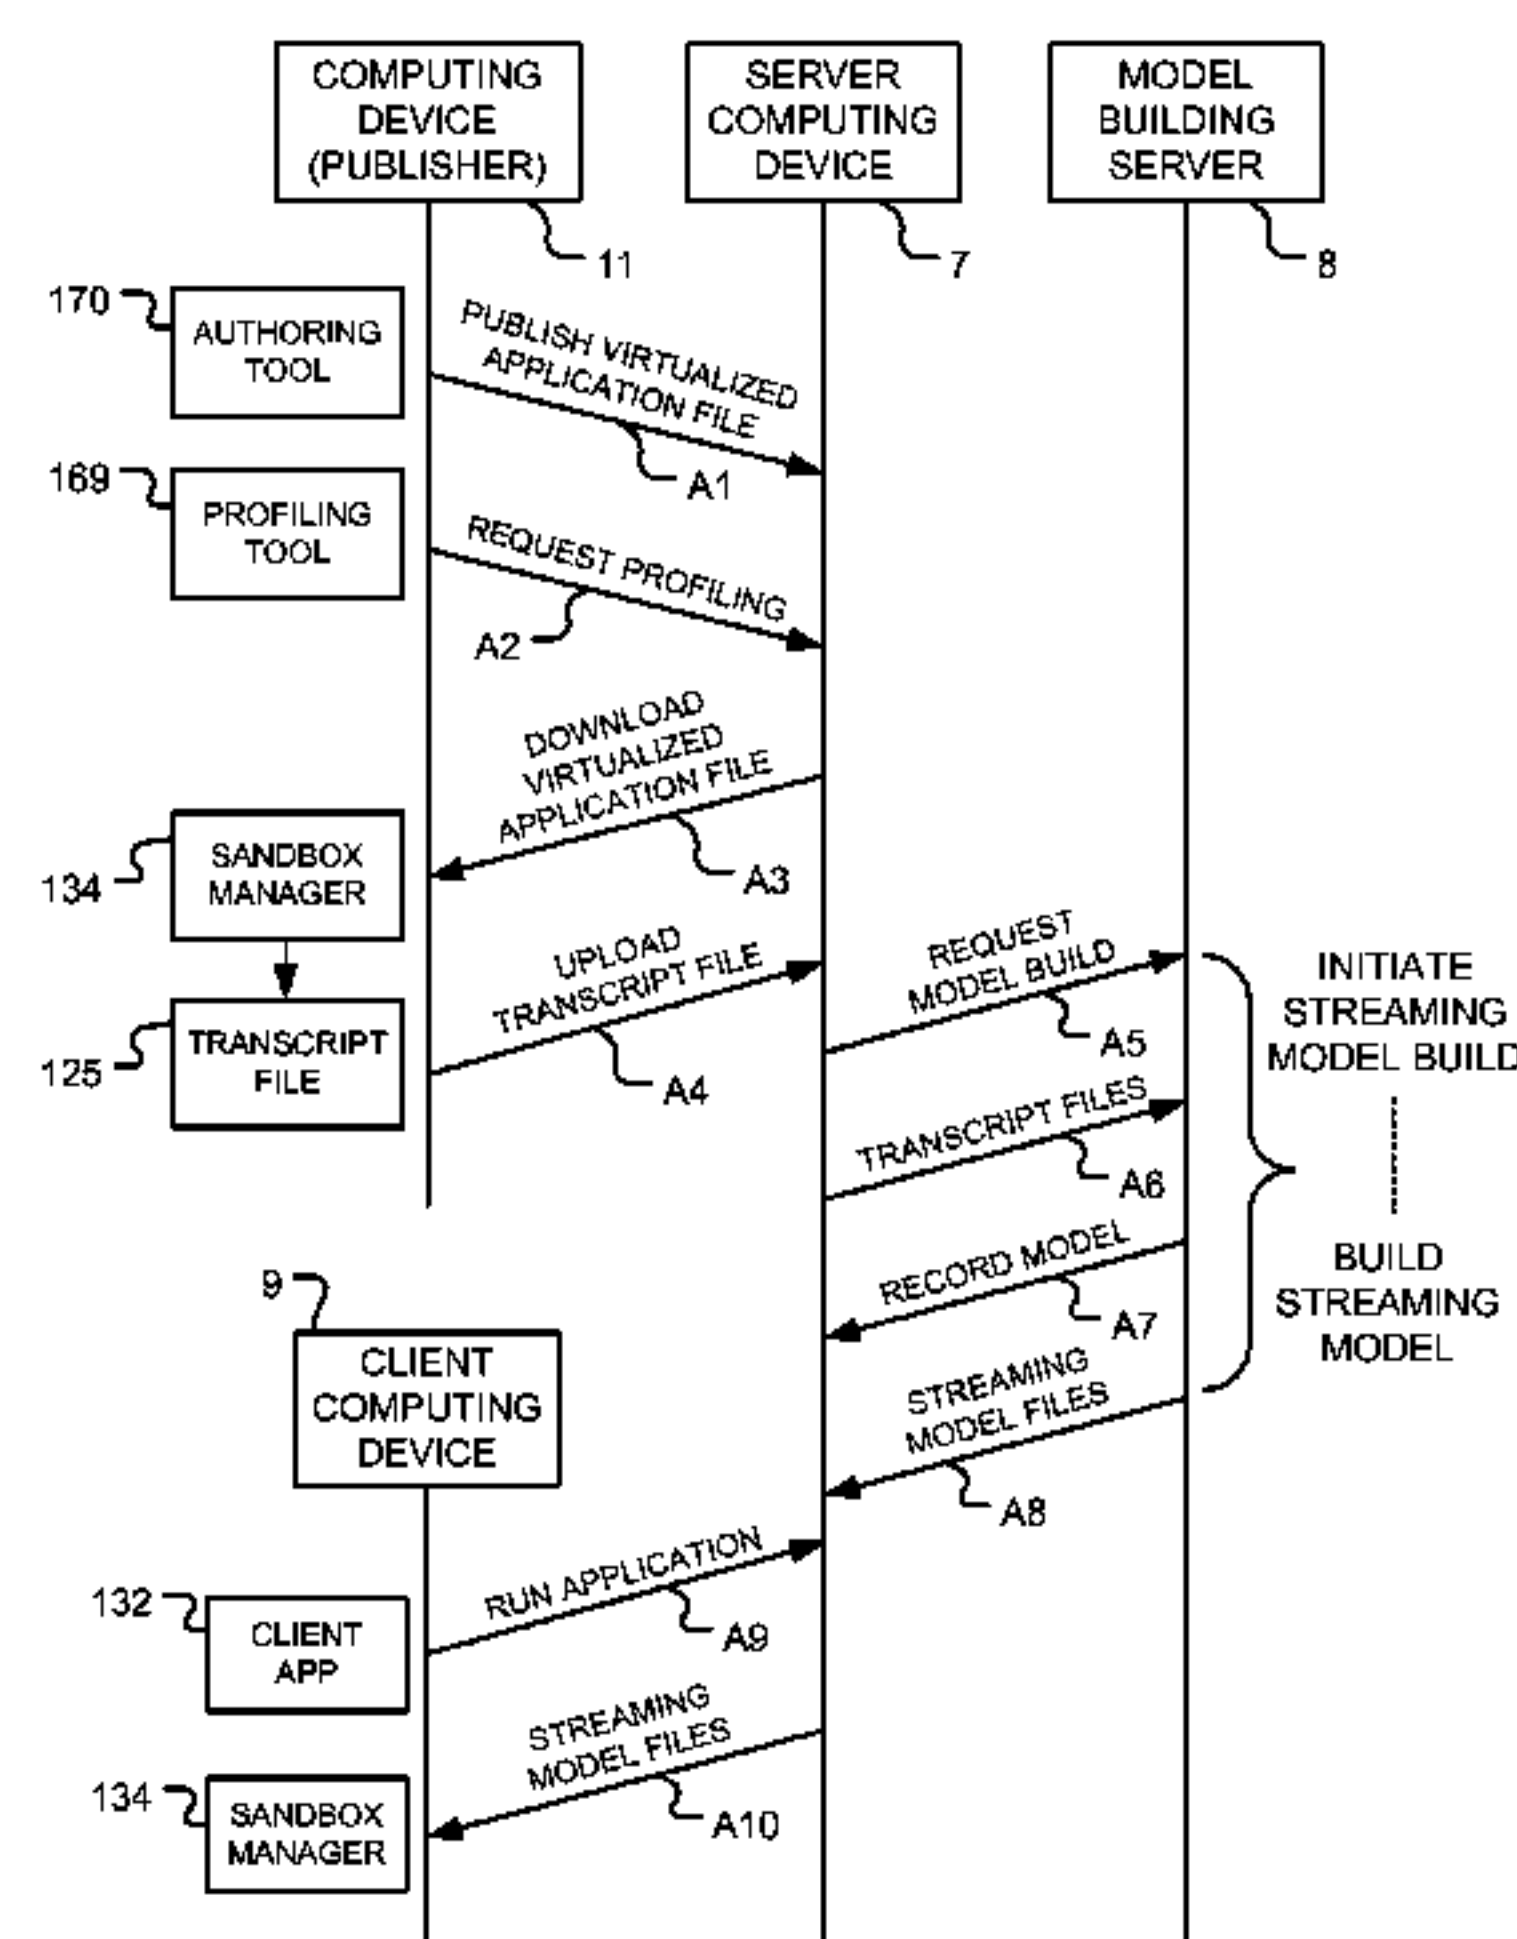 COMPUTING
DEVICE
(PUBLISHER)
SERVER
COMPUTING
DEVICE
MODEL
BUILDING
SERVER
11
7
8
170
AUTHORING
TOOL
PUBLISH VIRTUALIZED
APPLICATION FILE
A1
169
PROFILING
TOOL
REQUEST PROFILING
A2
DOWNLOAD
VIRTUALIZED
APPLICATION FILE
A3
134
SANDBOX
MANAGER
UPLOAD
TRANSCRIPT FILE
A4
125
TRANSCRIPT
FILE
REQUEST
MODEL BUILD
A5
INITIATE
STREAMING
MODEL BUILD
TRANSCRIPT FILES
A6
RECORD MODEL
A7
BUILD
STREAMING
MODEL
STREAMING
MODEL FILES
A8
9
CLIENT
COMPUTING
DEVICE
RUN APPLICATION
A9
132
CLIENT
APP
STREAMING
MODEL FILES
A10
134
SANDBOX
MANAGER